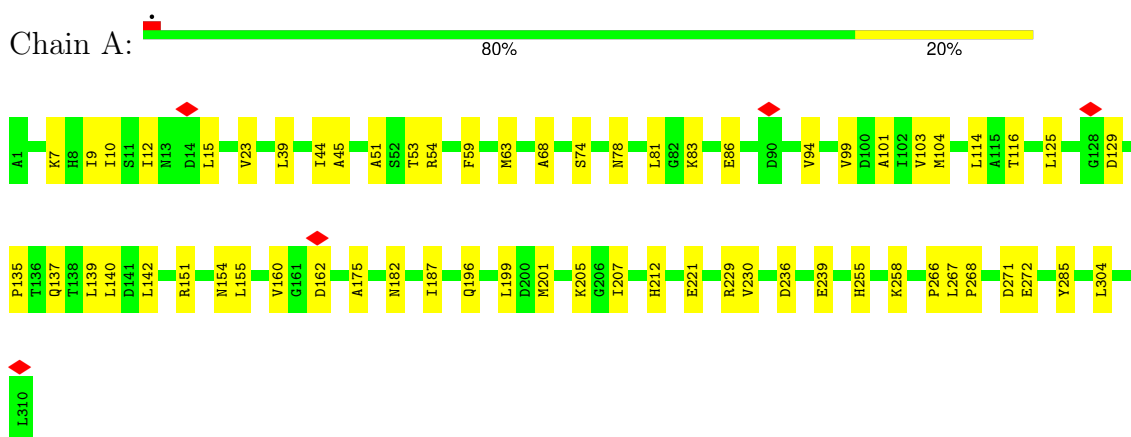 Chain A:
•
80% 20%
A1 K7 H8 I9 I10 S11 I12 N13 D14 L15 V23 L39 I44 A45 A51 S52 T53 R54 F59 M63 A68 S74 N78 L81 G82 K83 E86 D90 V94 V99 D100 A101 I102 V103 M104 L114 A115 T116 L125 G128 D129
P135 T136 Q137 T138 L139 L140 D141 L142 R151 N154 L155 V160 G161 D162 A175 N182 I187 Q196 L199 D200 M201 K205 G206 I207 H212 E221 R229 V230 D236 E239 H255 K258 P266 L267 P268 D271 E272 Y285 L304
L310